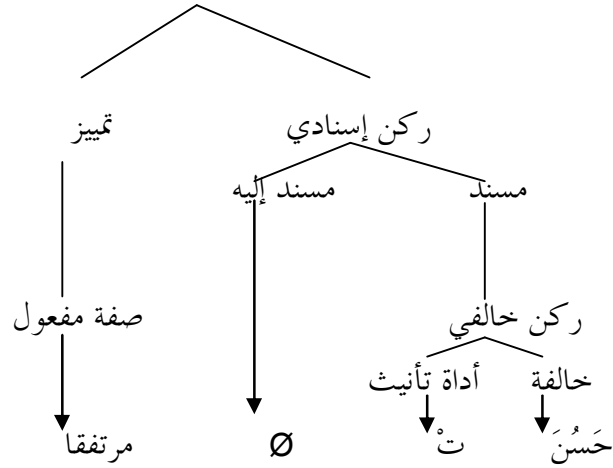 ركن إسنادي تمييز
مسند مسند إليه
ركن خالفي صفة مفعول
خالفة أداة تأنيث
حَسُنَ تْ Ø مرتفقا